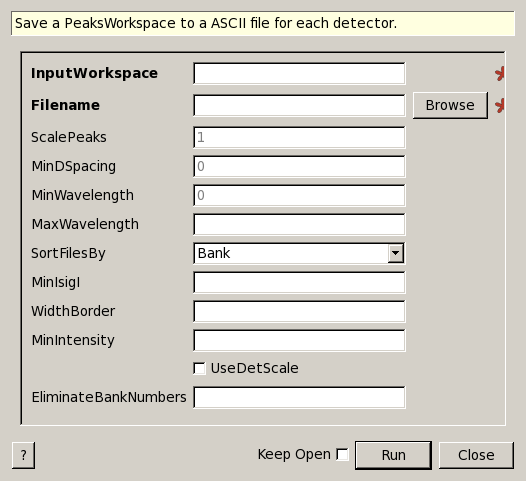 Save a PeaksWorkspace to a ASCII file for each detector.
InputWorkspace
Filename Browse
ScalePeaks 1
MinDSpacing 0
MinWavelength 0
MaxWavelength
SortFilesBy Bank
MinIsigI
WidthBorder
MinIntensity
UseDetScale
EliminateBankNumbers
? Keep Open Run Close